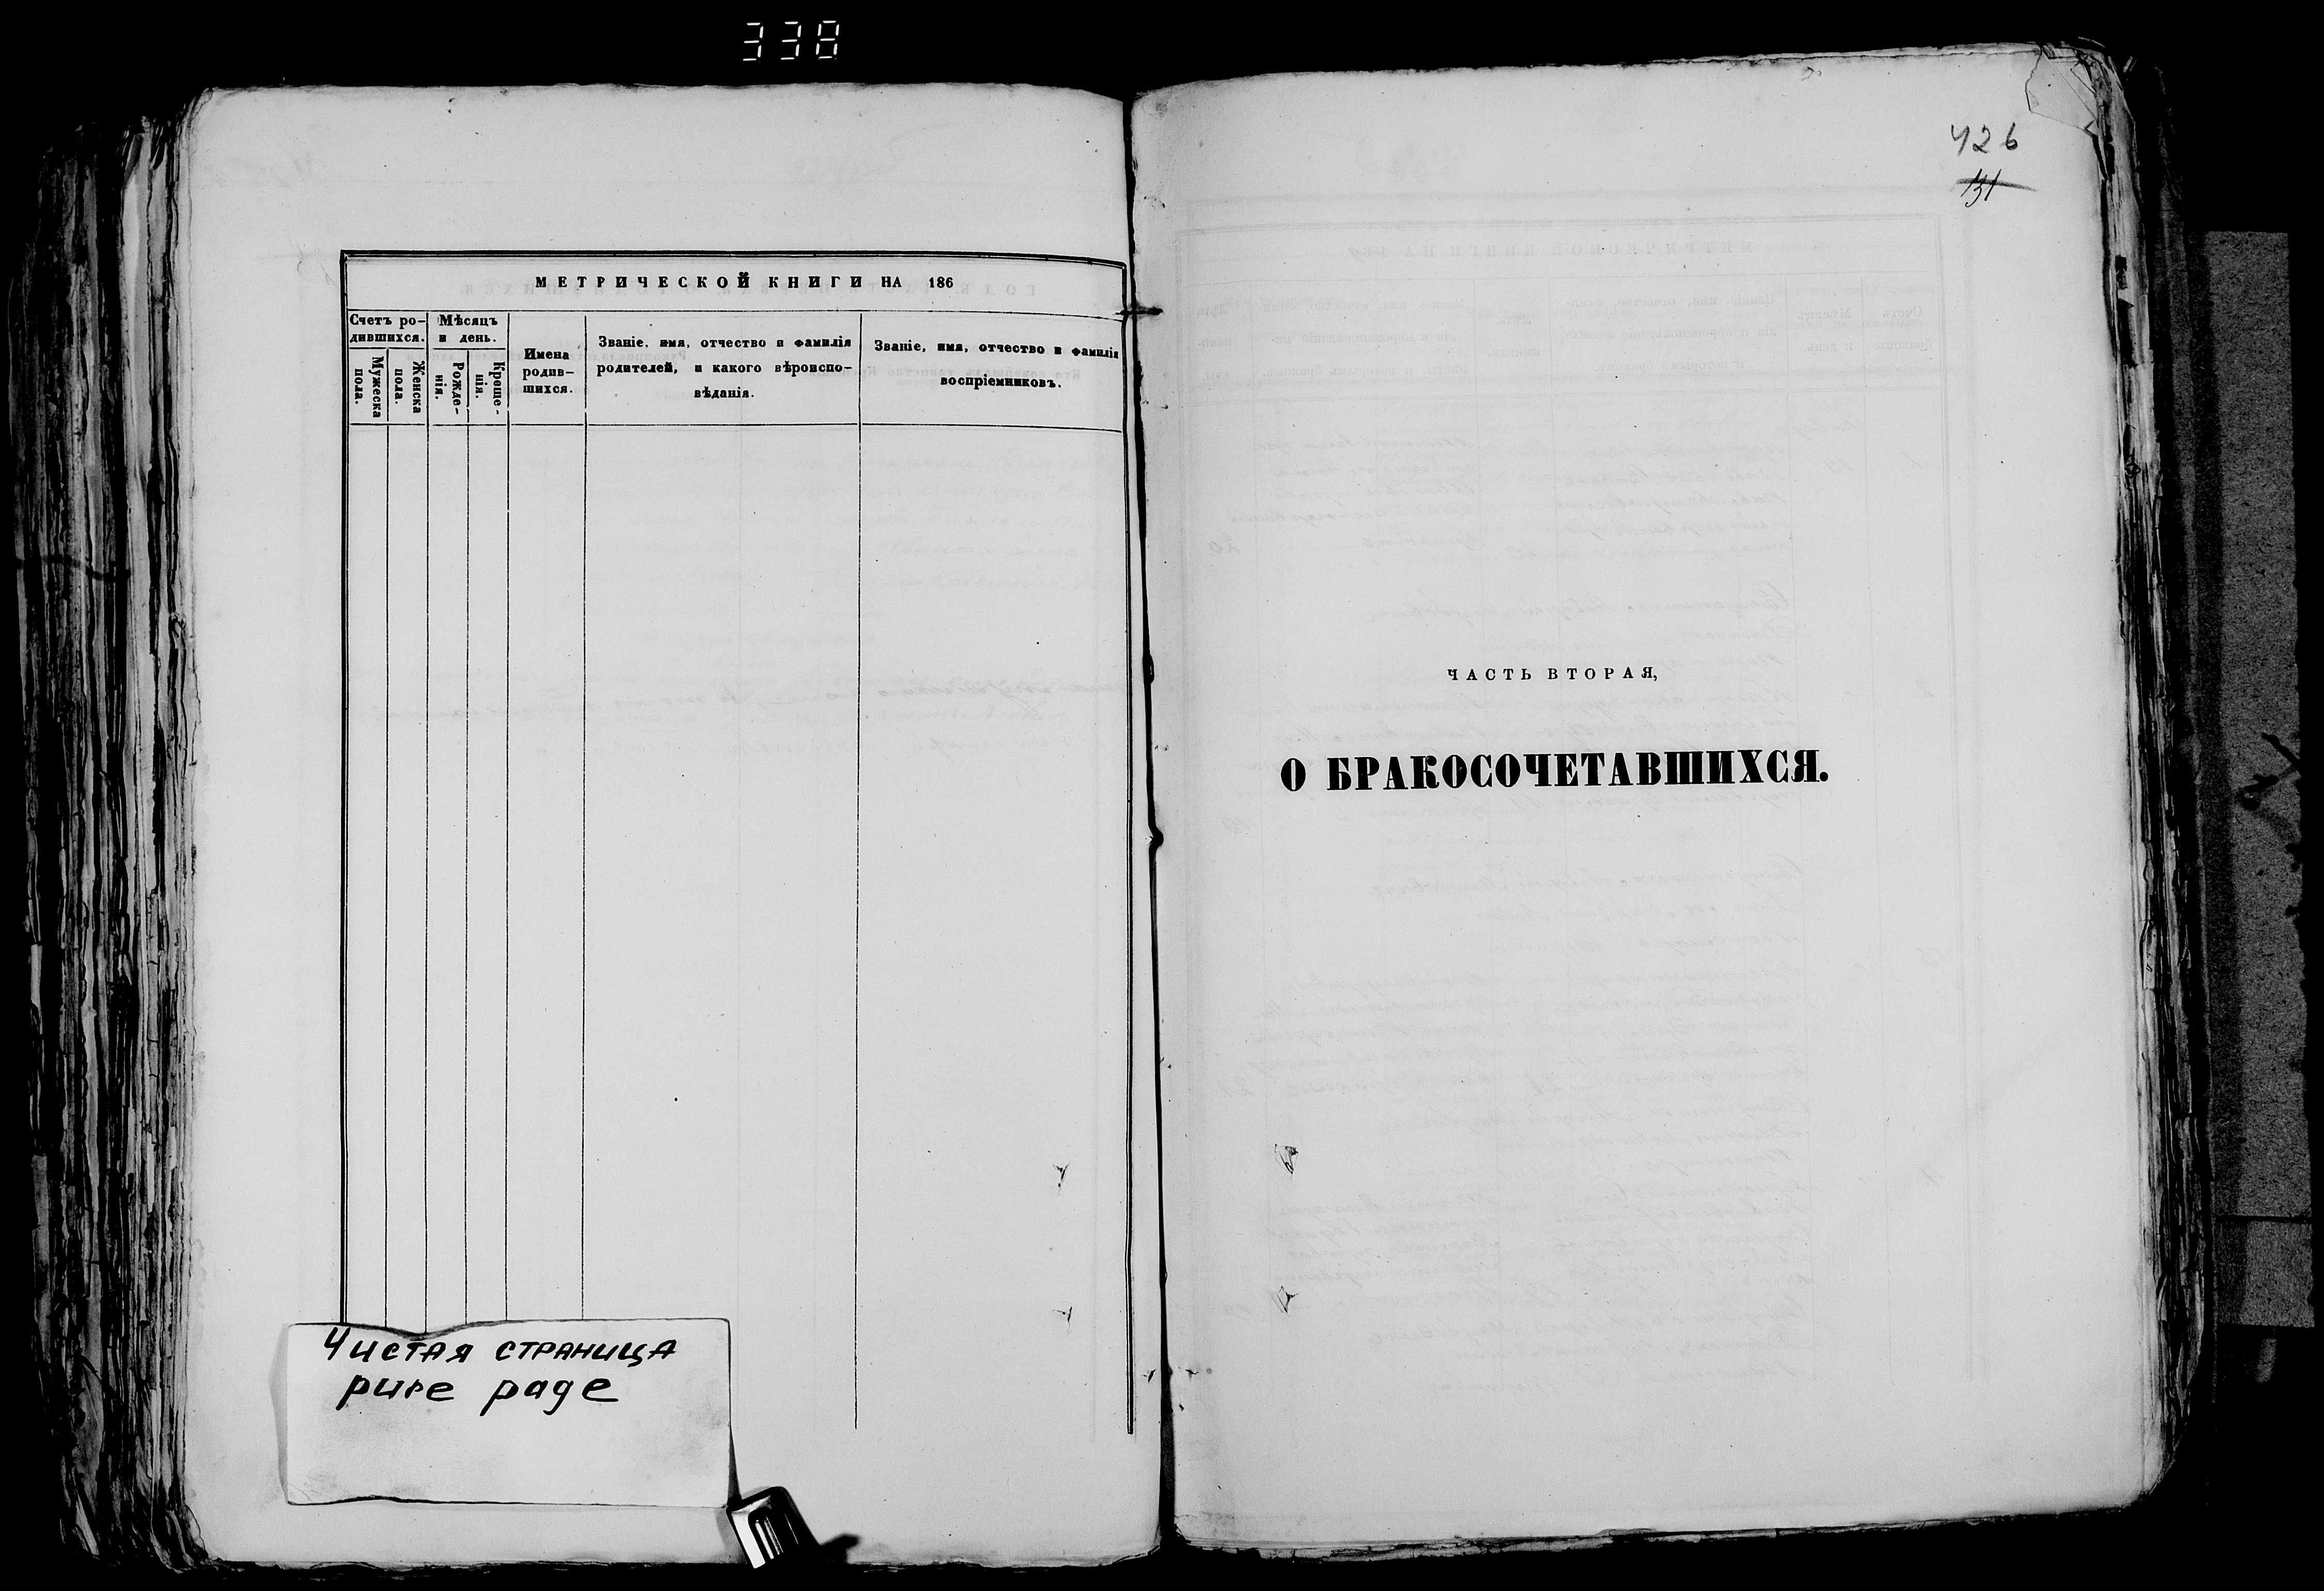 338
МЕТРИЧЕСКОЙ КНИГИ НА 186
Счетъ ро-
дившихся.
Мужеска
пола.
Женска
пола.
Мѣсяцъ
и день.
Рожде-
нія.
Креще-
нія.
Имена
родив-
шихся.
Званіе, имя, отчество и фамилія
родителей, и какого вѣроиспо-
вѣданія.
Званіе, имя, отчество и фамилія
воспріемниковъ.
Чистая страница
pure page
426
131
ЧАСТЬ ВТОРАЯ,
О БРАКОСОЧЕТАВШИХСЯ.